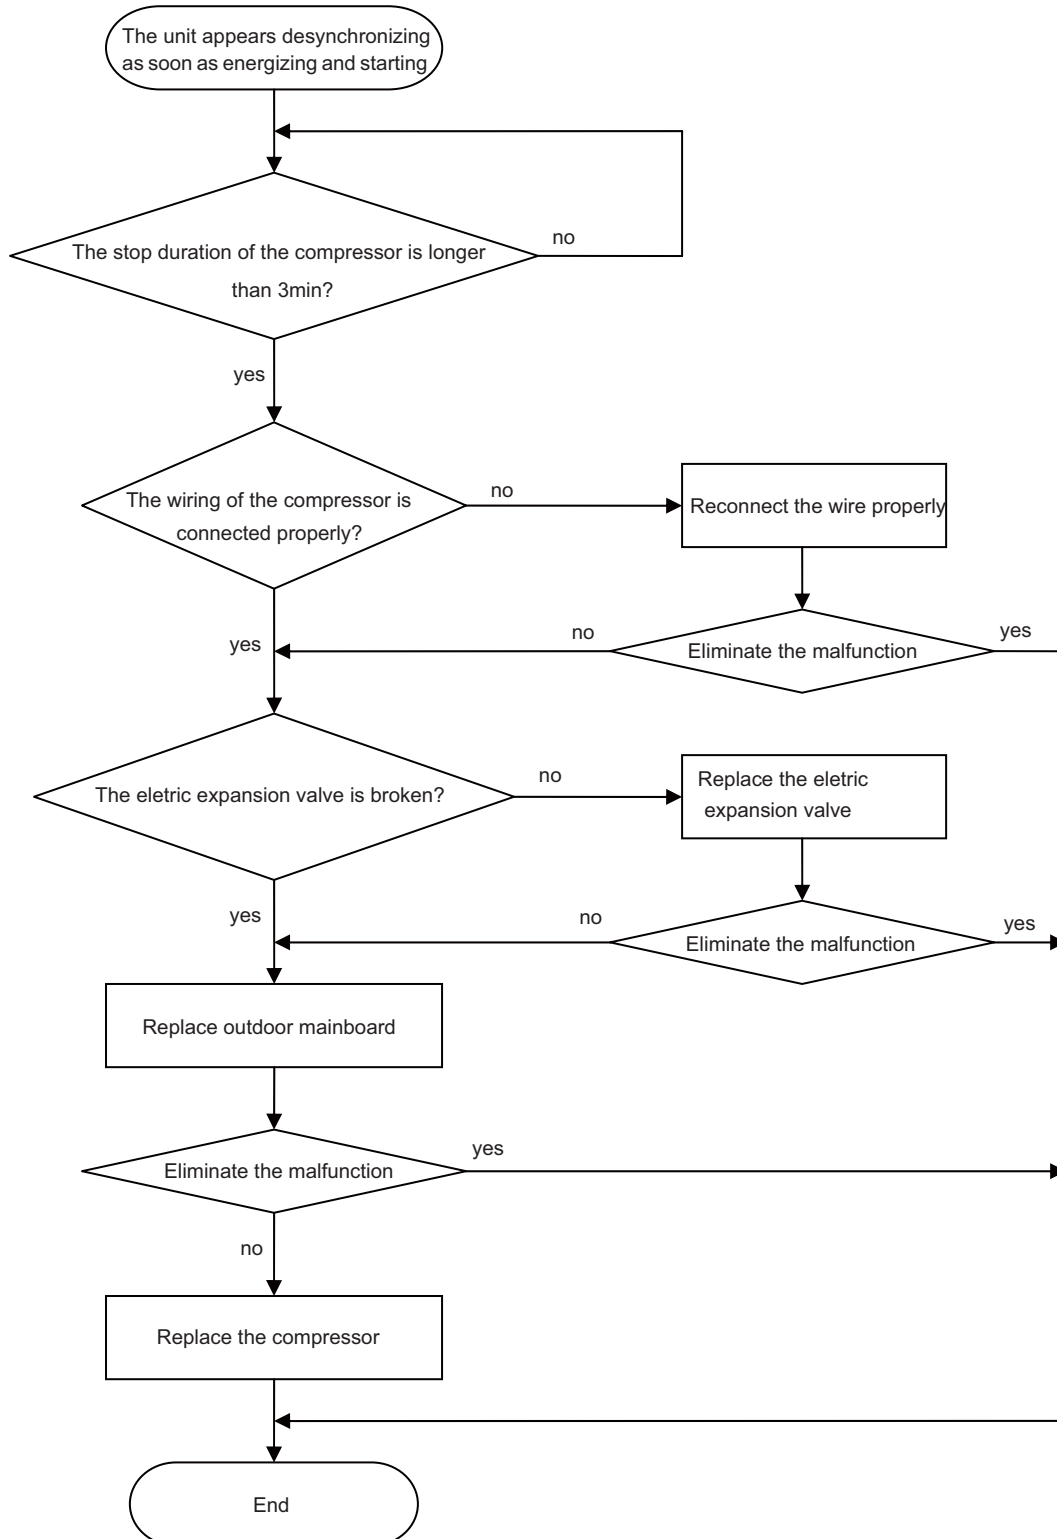 The unit appears desynchronizing
as soon as energizing and starting
no
The stop duration of the compressor is longer
than 3min?
yes
no
The wiring of the compressor is
connected properly?
Reconnect the wire properly
yes
no
Eliminate the malfunction
yes
no
The eletric expansion valve is broken?
Replace the eletric
expansion valve
yes
no
Eliminate the malfunction
yes
Replace outdoor mainboard
Eliminate the malfunction
yes
no
Replace the compressor
End